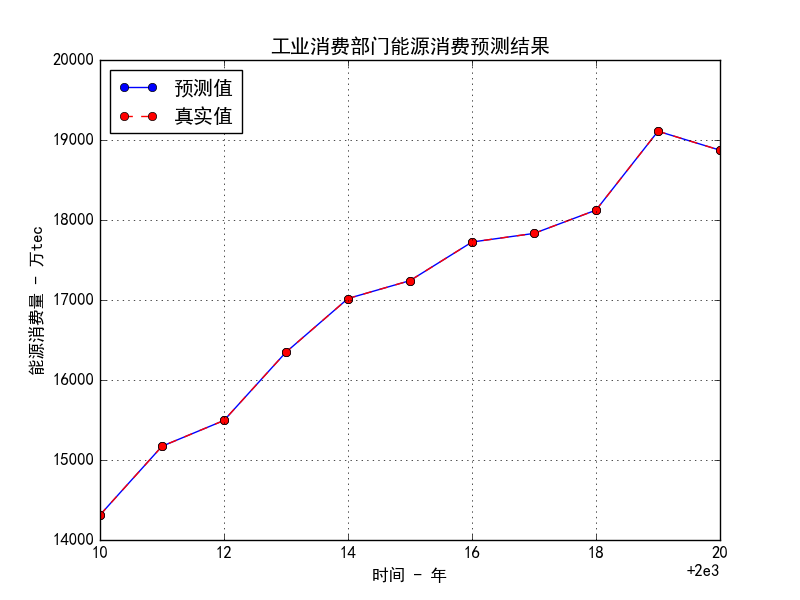 工业消费部门能源消费预测结果
20000
预测值
真实值
19000
18000
17000
16000
15000
14000
能源消费量 - 万tec
10 12 14 16 18 20
+2e3
时间 - 年